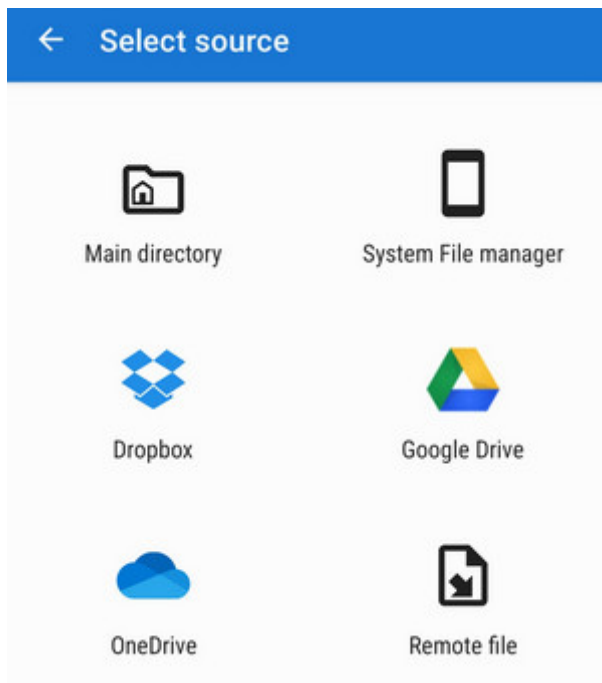 Select source
Main directory
System File manager
Dropbox
Google Drive
OneDrive
Remote file